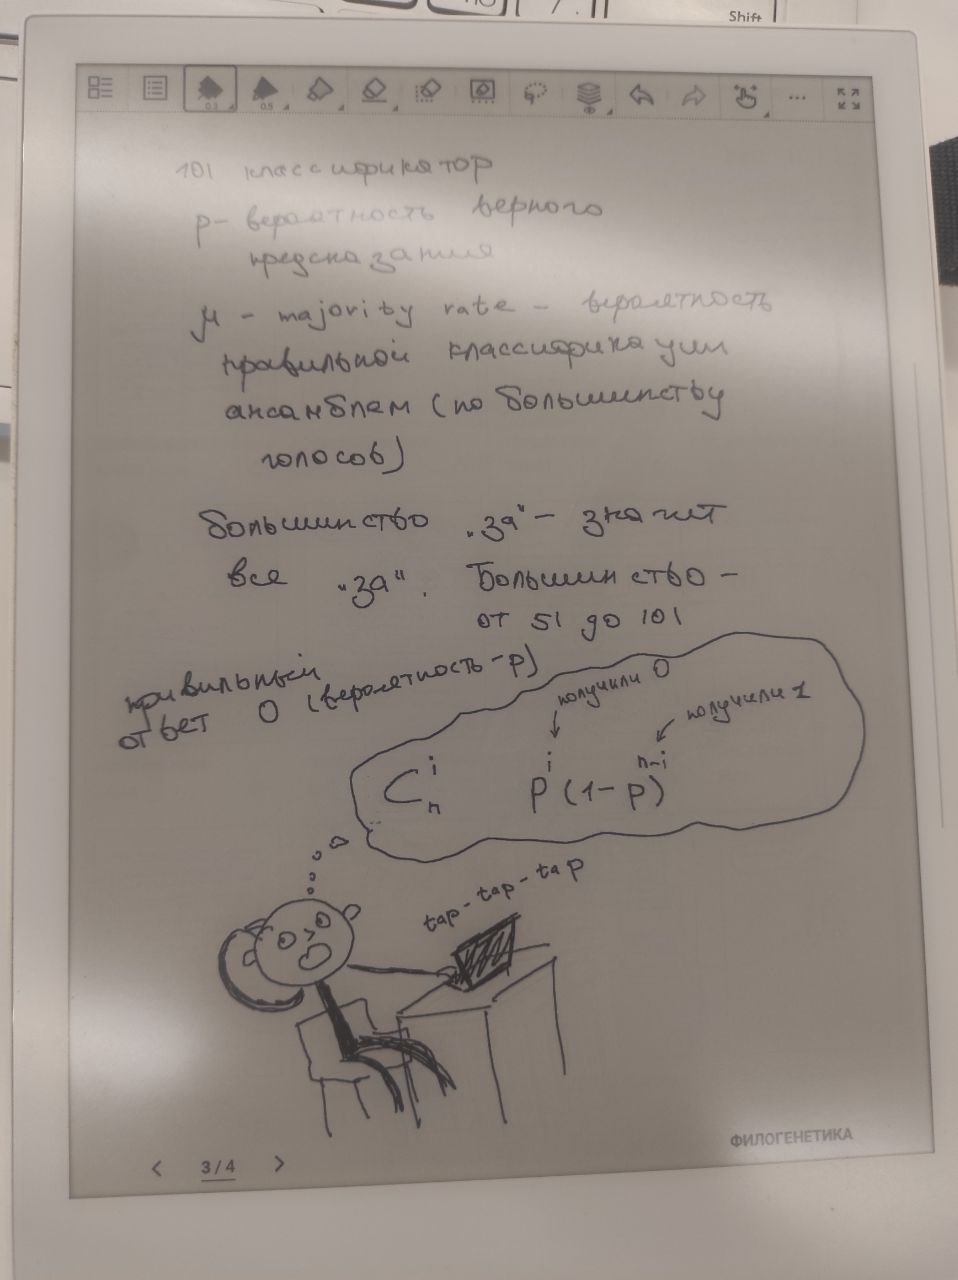 Shift
0.3
0.5
...
101 классификатор
p - вероятность верного
предсказания
μ - majority rate - вероятность
правильной классификации
ансамблем (по большинству
голосов)
Большинство „за“ - значит
все „за“. Большинство -
от 51 до 101
правильный
ответ 0 (вероятность - p)
получили 0
получили 1
C_n^i p^i (1-p)^{n-i}
tap-tap-tap
ФИЛОГЕНЕТИКА
< 3/4 >